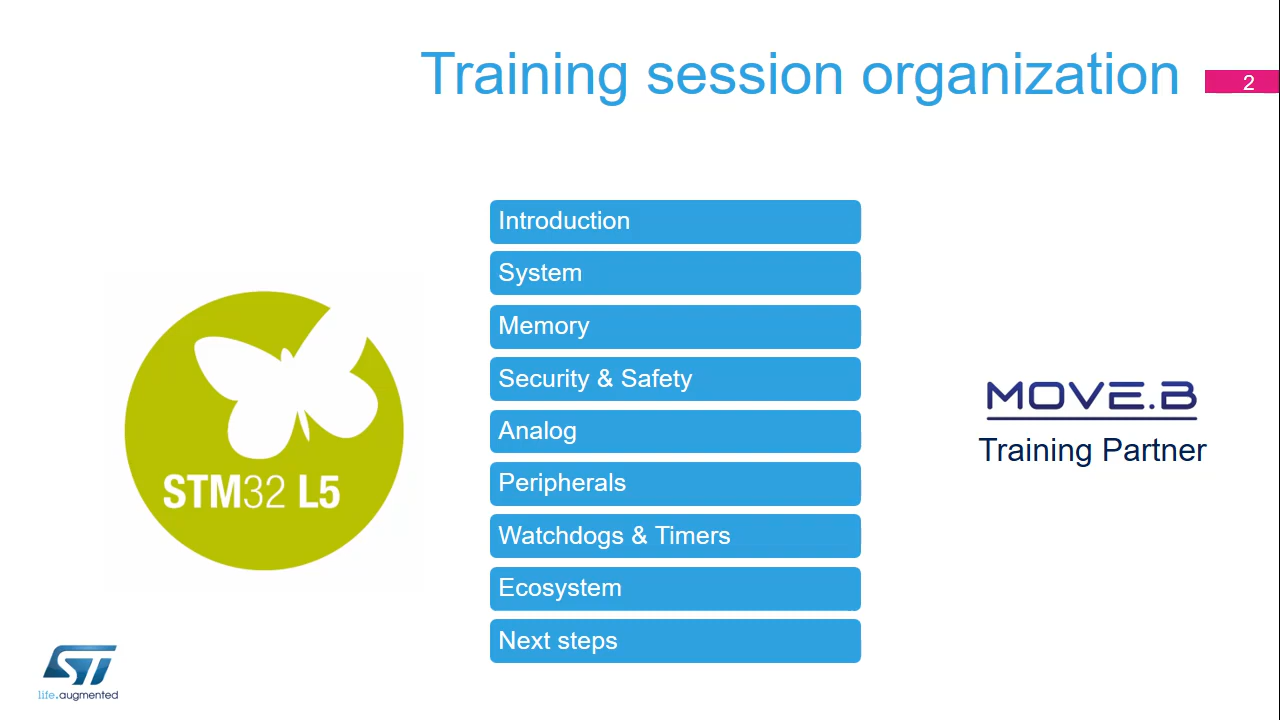 Training session organization
2
Introduction
System
Memory
Security & Safety
Analog
Peripherals
Watchdogs & Timers
Ecosystem
Next steps
STM32 L5
MOVE.B
Training Partner
ST
life.augmented